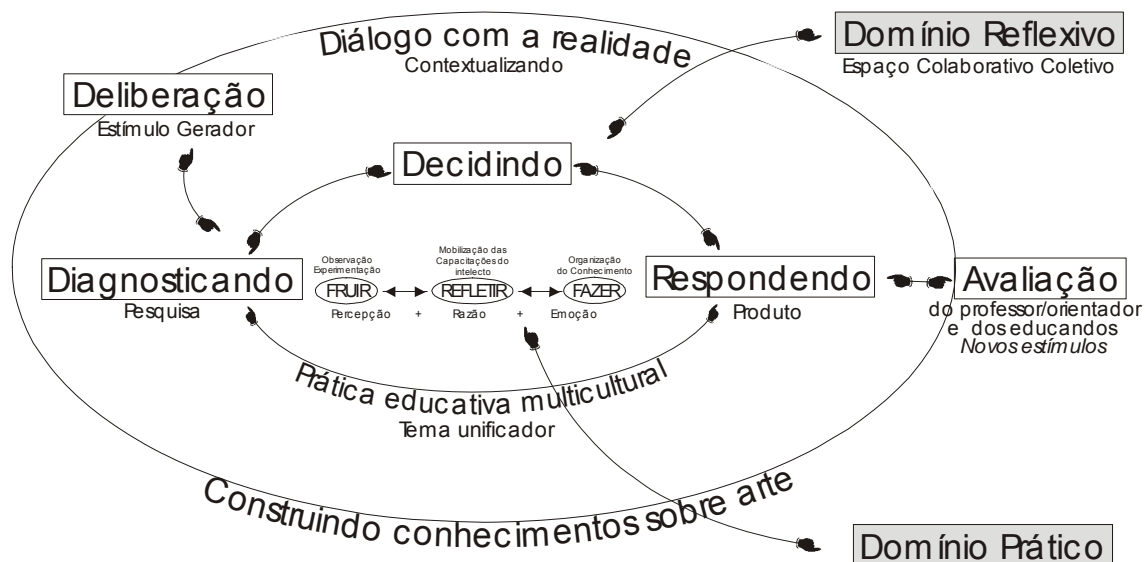 Diálogo com a realidade
Contextualizando
Domínio Reflexivo
Espaço Colaborativo Coletivo
Deliberação
Estímulo Gerador
Decidindo
Diagnosticando
Pesquisa
Observação
Experimentação
FRUIR
Mobilização das
Capacitações do
intelecto
REFLETIR
Organização
do Conhecimento
FAZER
Percepção + Razão + Emoção
Respondendo
Produto
Avaliação
do professor/orientador
e dos educandos
Novos estímulos
Prática educativa multicultural
Tema unificador
Construindo conhecimentos sobre arte
Domínio Prático